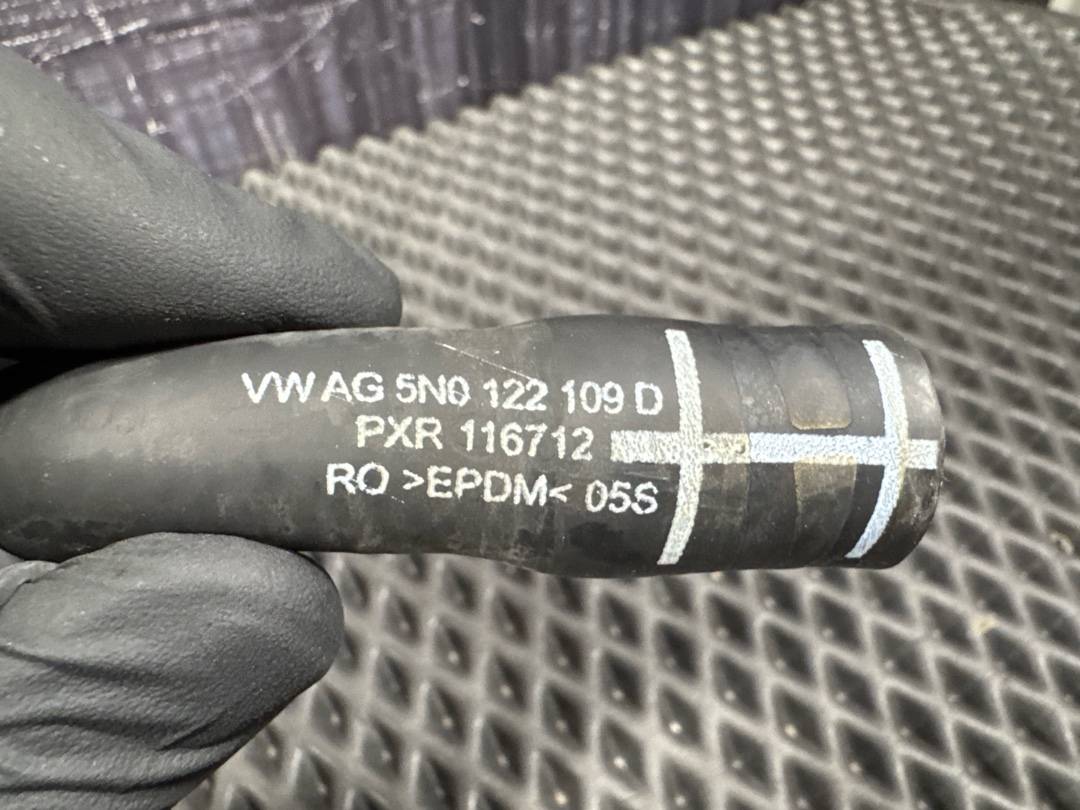 VW AG 5N0 122 109 D
PXR 116712
RO >EPDM< 05S